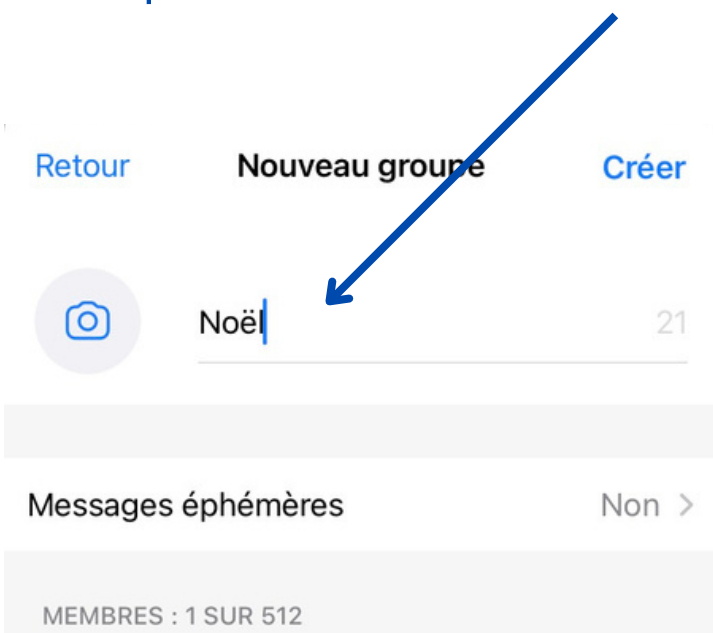 Retour Nouveau groupe Créer
Noël 21
Messages éphémères Non
MEMBRES : 1 SUR 512